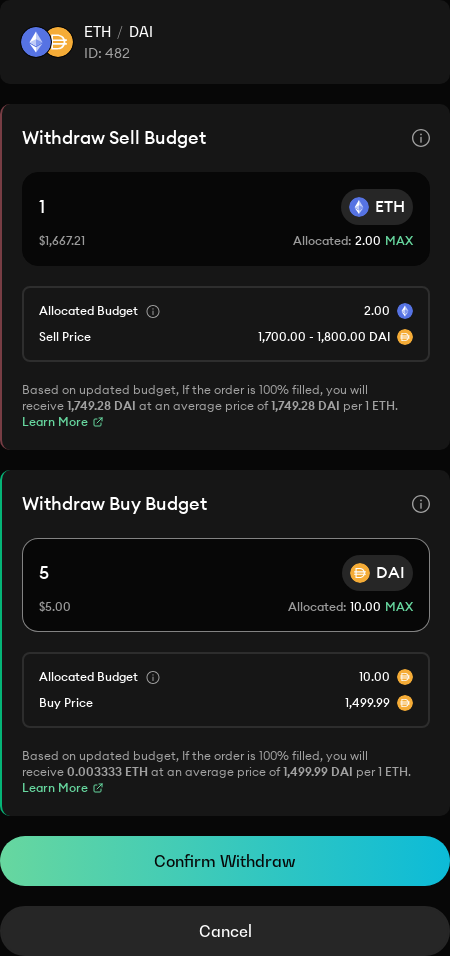 ETH / DAI
ID: 482
Withdraw Sell Budget
1
ETH
$1,667.21
Allocated: 2.00 MAX
Allocated Budget
2.00
Sell Price
1,700.00 - 1,800.00 DAI
Based on updated budget, If the order is 100% filled, you will
receive 1,749.28 DAI at an average price of 1,749.28 DAI per 1 ETH.
Learn More
Withdraw Buy Budget
5
DAI
$5.00
Allocated: 10.00 MAX
Allocated Budget
10.00
Buy Price
1,499.99
Based on updated budget, If the order is 100% filled, you will
receive 0.003333 ETH at an average price of 1,499.99 DAI per 1 ETH.
Learn More
Confirm Withdraw
Cancel